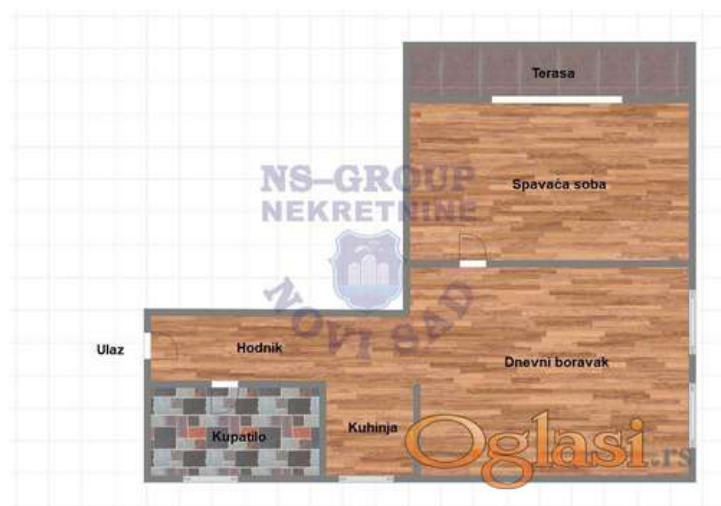 Terasa
Spavaća soba
NS-GROUP
NEKRETNINE
NOVI SAD
Ulaz
Hodnik
Dnevni boravak
Kupatilo
Kuhinja
Oglasi.rs